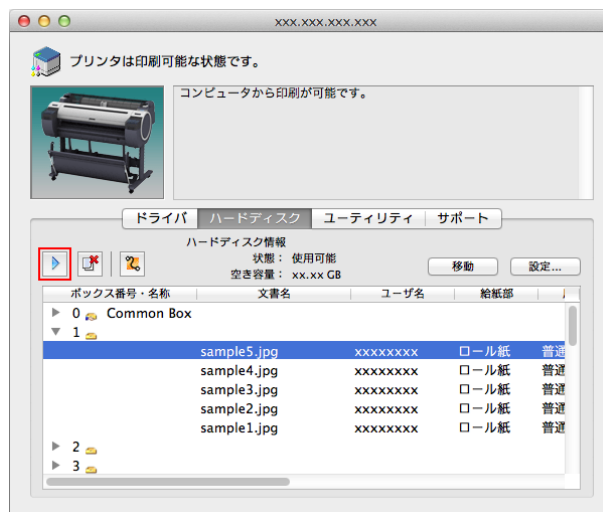 xxx.xxx.xxx.xxx
プリンタは印刷可能な状態です。
コンピュータから印刷が可能です。
ドライバ ハードディスク ユーティリティ サポート
ハードディスク情報
状態： 使用可能
空き容量： xx.xx GB
移動 設定...
ボックス番号・名称 文書名 ユーザ名 給紙部
0 Common Box
1
sample5.jpg xxxxxxxx ロール紙 普通
sample4.jpg xxxxxxxx ロール紙 普通
sample3.jpg xxxxxxxx ロール紙 普通
sample2.jpg xxxxxxxx ロール紙 普通
sample1.jpg xxxxxxxx ロール紙 普通
2
3